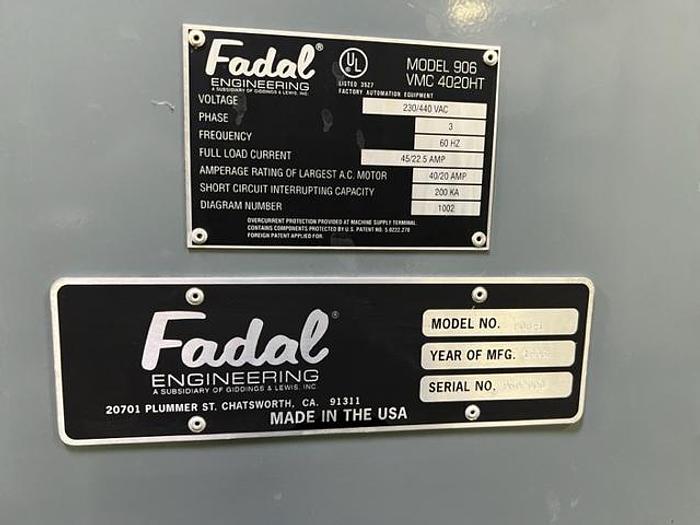 Fadal®
ENGINEERING
A SUBSIDIARY OF GIDDINGS & LEWIS, INC.
UL
LISTED 35Z7
FACTORY AUTOMATION EQUIPMENT
MODEL 906
VMC 4020HT
VOLTAGE 230/440 VAC
PHASE 3
FREQUENCY 60 HZ
FULL LOAD CURRENT 45/22.5 AMP
AMPERAGE RATING OF LARGEST A.C. MOTOR 40/20 AMP
SHORT CIRCUIT INTERRUPTING CAPACITY 200 KA
DIAGRAM NUMBER 1002
OVERCURRENT PROTECTION PROVIDED AT MACHINE SUPPLY TERMINAL
CONTAINS COMPONENTS PROTECTED BY U.S. PATENT NO. 5.0222.270
FOREIGN PATENT APPLIED FOR
Fadal®
ENGINEERING
A SUBSIDIARY OF GIDDINGS & LEWIS, INC.
20701 PLUMMER ST. CHATSWORTH, CA. 91311
MADE IN THE USA
MODEL NO.
YEAR OF MFG.
SERIAL NO.